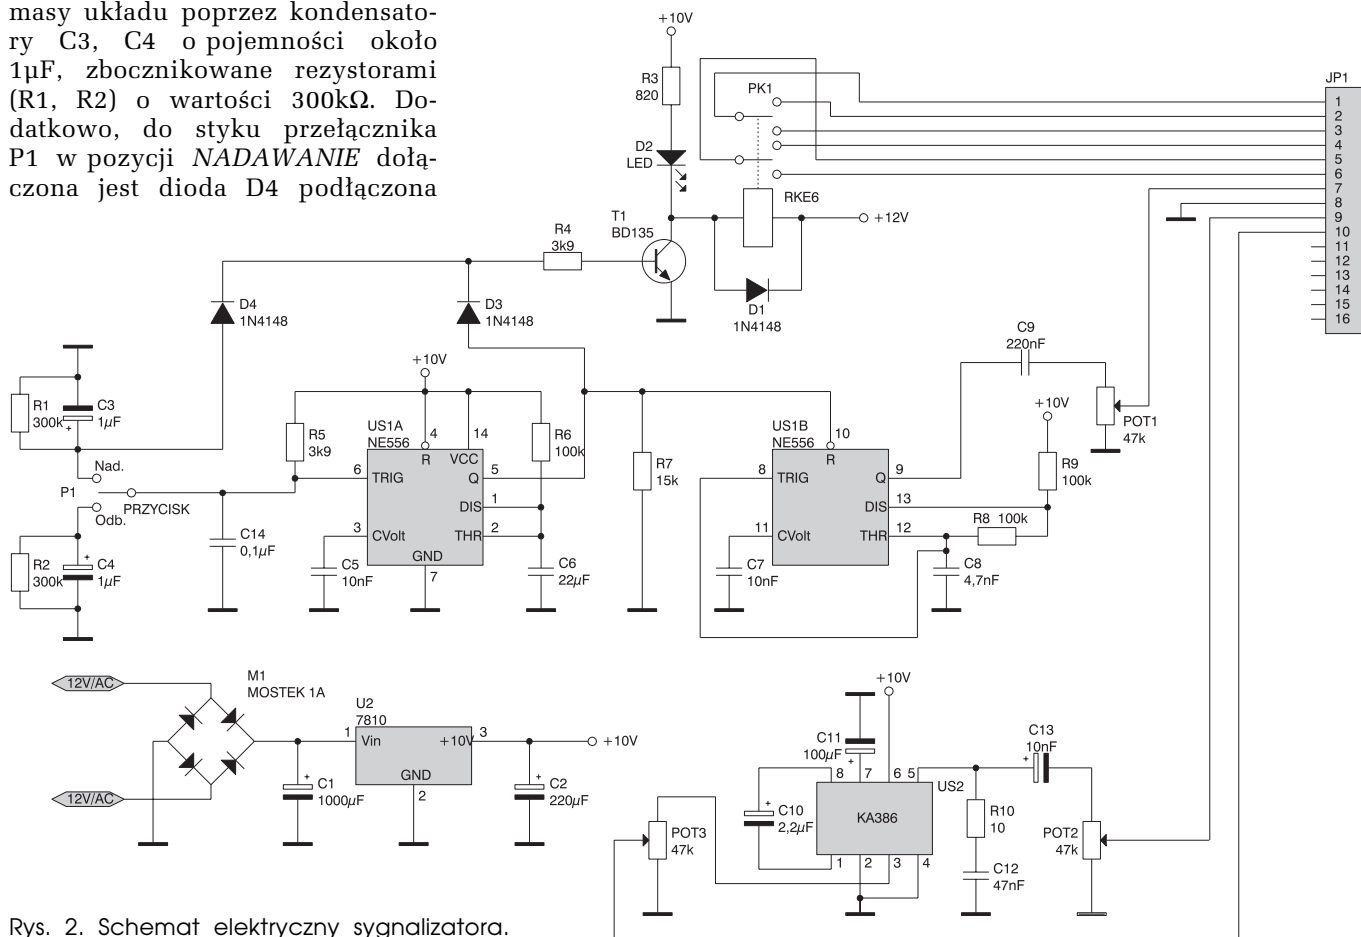 masy układu poprzez kondensato-
ry C3, C4 o pojemności około
1µF, zbocznikowane rezystorami
(R1, R2) o wartości 300kΩ. Do-
datkowo, do styku przełącznika
P1 w pozycji NADAWANIE dołą-
czona jest dioda D4 podłączona
+10V
R3
820
PK1
JP1
1
2
3
4
5
6
7
8
9
10
11
12
13
14
15
16
D2
LED
RKE6
+12V
T1
BD135
R4
3k9
D1
1N4148
D4
1N4148
D3
1N4148
C9
220nF
+10V
+10V
POT1
47k
R1
300k
C3
1µF
+
R5
3k9
US1A
NE556
4
14
R
VCC
6
TRIG
Q
5
DIS
1
3
CVolt
THR
2
GND
7
R6
100k
R7
15k
US1B
NE556
10
R
8
TRIG
Q
9
DIS
13
11
CVolt
THR
12
R9
100k
R8 100k
Nad.
P1
PRZYCISK
Odb.
C14
0,1µF
R2
300k
+
C4
1µF
C5
10nF
C6
22µF
C7
10nF
C8
4,7nF
12V/AC
12V/AC
M1
MOSTEK 1A
U2
7810
1
Vin
+10V
3
GND
2
+10V
+
C1
1000µF
+
C2
220µF
+10V
C11
100µF
+
C13
10nF
+
8
7
6
5
US2
KA386
1
2
3
4
+
C10
2,2µF
R10
10
C12
47nF
POT3
47k
POT2
47k
Rys. 2. Schemat elektryczny sygnalizatora.